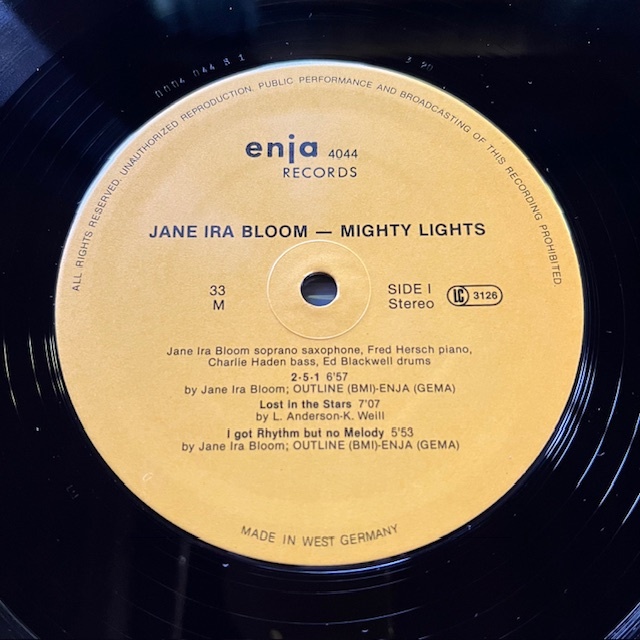 0004 044 S 1
ALL RIGHTS RESERVED. UNAUTHORIZED REPRODUCTION. PUBLIC PERFORMANCE AND BROADCASTING OF THIS RECORDING PROHIBITED.
enja 4044
RECORDS
JANE IRA BLOOM — MIGHTY LIGHTS
33
M
SIDE I
Stereo
LC 3126
Jane Ira Bloom soprano saxophone, Fred Hersch piano,
Charlie Haden bass, Ed Blackwell drums
2-5-1 6'57
by Jane Ira Bloom; OUTLINE (BMI)-ENJA (GEMA)
Lost in the Stars 7'07
by L. Anderson-K. Weill
i got Rhythm but no Melody 5'53
by Jane Ira Bloom; OUTLINE (BMI)-ENJA (GEMA)
MADE IN WEST GERMANY